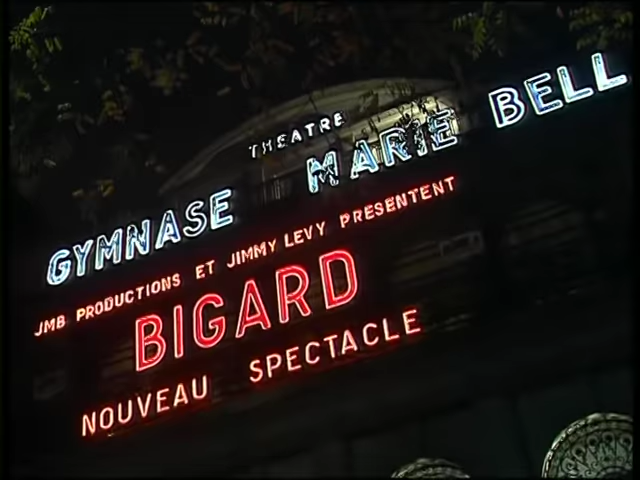 THEATRE
GYMNASE MARIE BELL
JMB PRODUCTIONS ET JIMMY LEVY PRESENTENT
BIGARD
NOUVEAU SPECTACLE